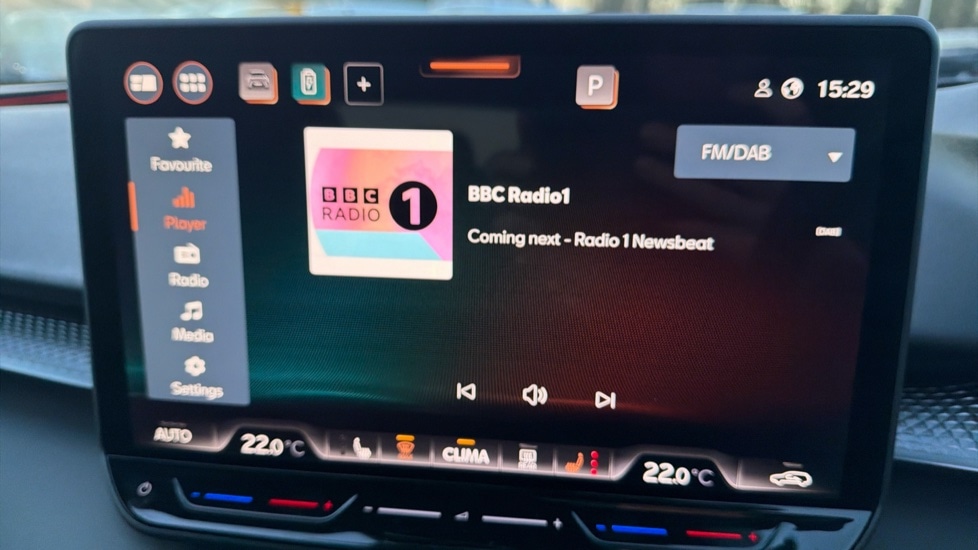 P
15:29
Favourite
Player
Radio
Media
Settings
BBC
RADIO 1
BBC Radio1
Coming next - Radio 1 Newsbeat
FM/DAB
AUTO
22.0°C
CLIMA
22.0°C